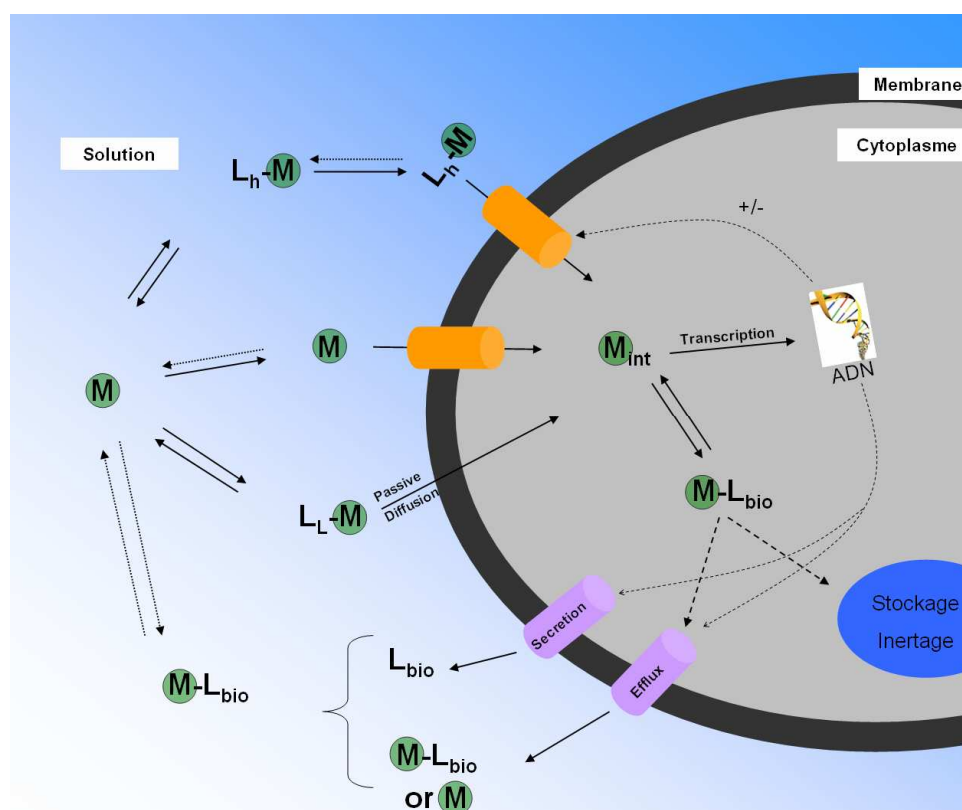 Membrane
Cytoplasme
Solution
Lh-M
Lh-M
+/-
M
M
Mint
Transcription
ADN
M-Lbio
LL-M
Passive
Diffusion
Stockage
Inertage
Secretion
Efflux
Lbio
M-Lbio
M-Lbio
or M